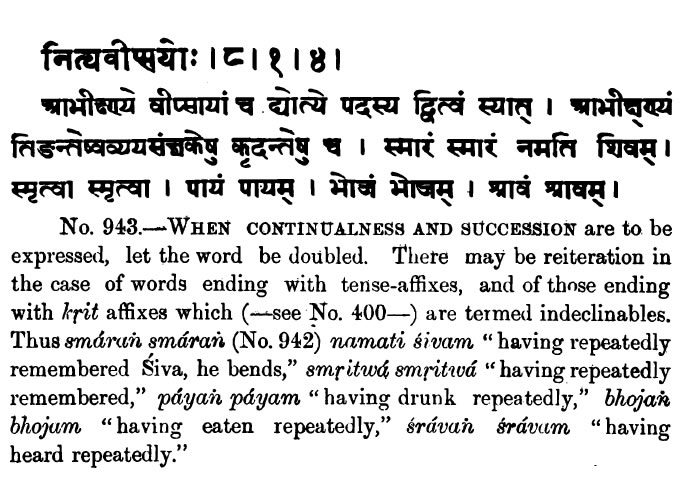 नित्यवीप्सयोः । ८ । १ । ४ ।
आभीक्ष्ण्ये वीप्सायां च द्योत्ये पदस्य द्वित्वं स्यात् । आभीक्ष्ण्यं
तिङन्तेष्वव्ययसंज्ञकेषु कृदन्तेषु च । स्मारं स्मारं नमति शिवम् ।
स्मृत्वा स्मृत्वा । पायं पायम् । भोजं भोजम् । श्रावं श्रावम् ।
No. 943.—WHEN CONTINUALNESS AND SUCCESSION are to be
expressed, let the word be doubled. There may be reiteration in
the case of words ending with tense-affixes, and of those ending
with kṛit affixes which (—see No. 400—) are termed indeclinables.
Thus smáraṅ smáraṅ (No. 942) namati śivam "having repeatedly
remembered Śiva, he bends," smṛitwá smṛitwá "having repeatedly
remembered," páyaṅ páyam "having drunk repeatedly," bhojaṅ
bhojam "having eaten repeatedly," śrávaṅ śrávam "having
heard repeatedly."